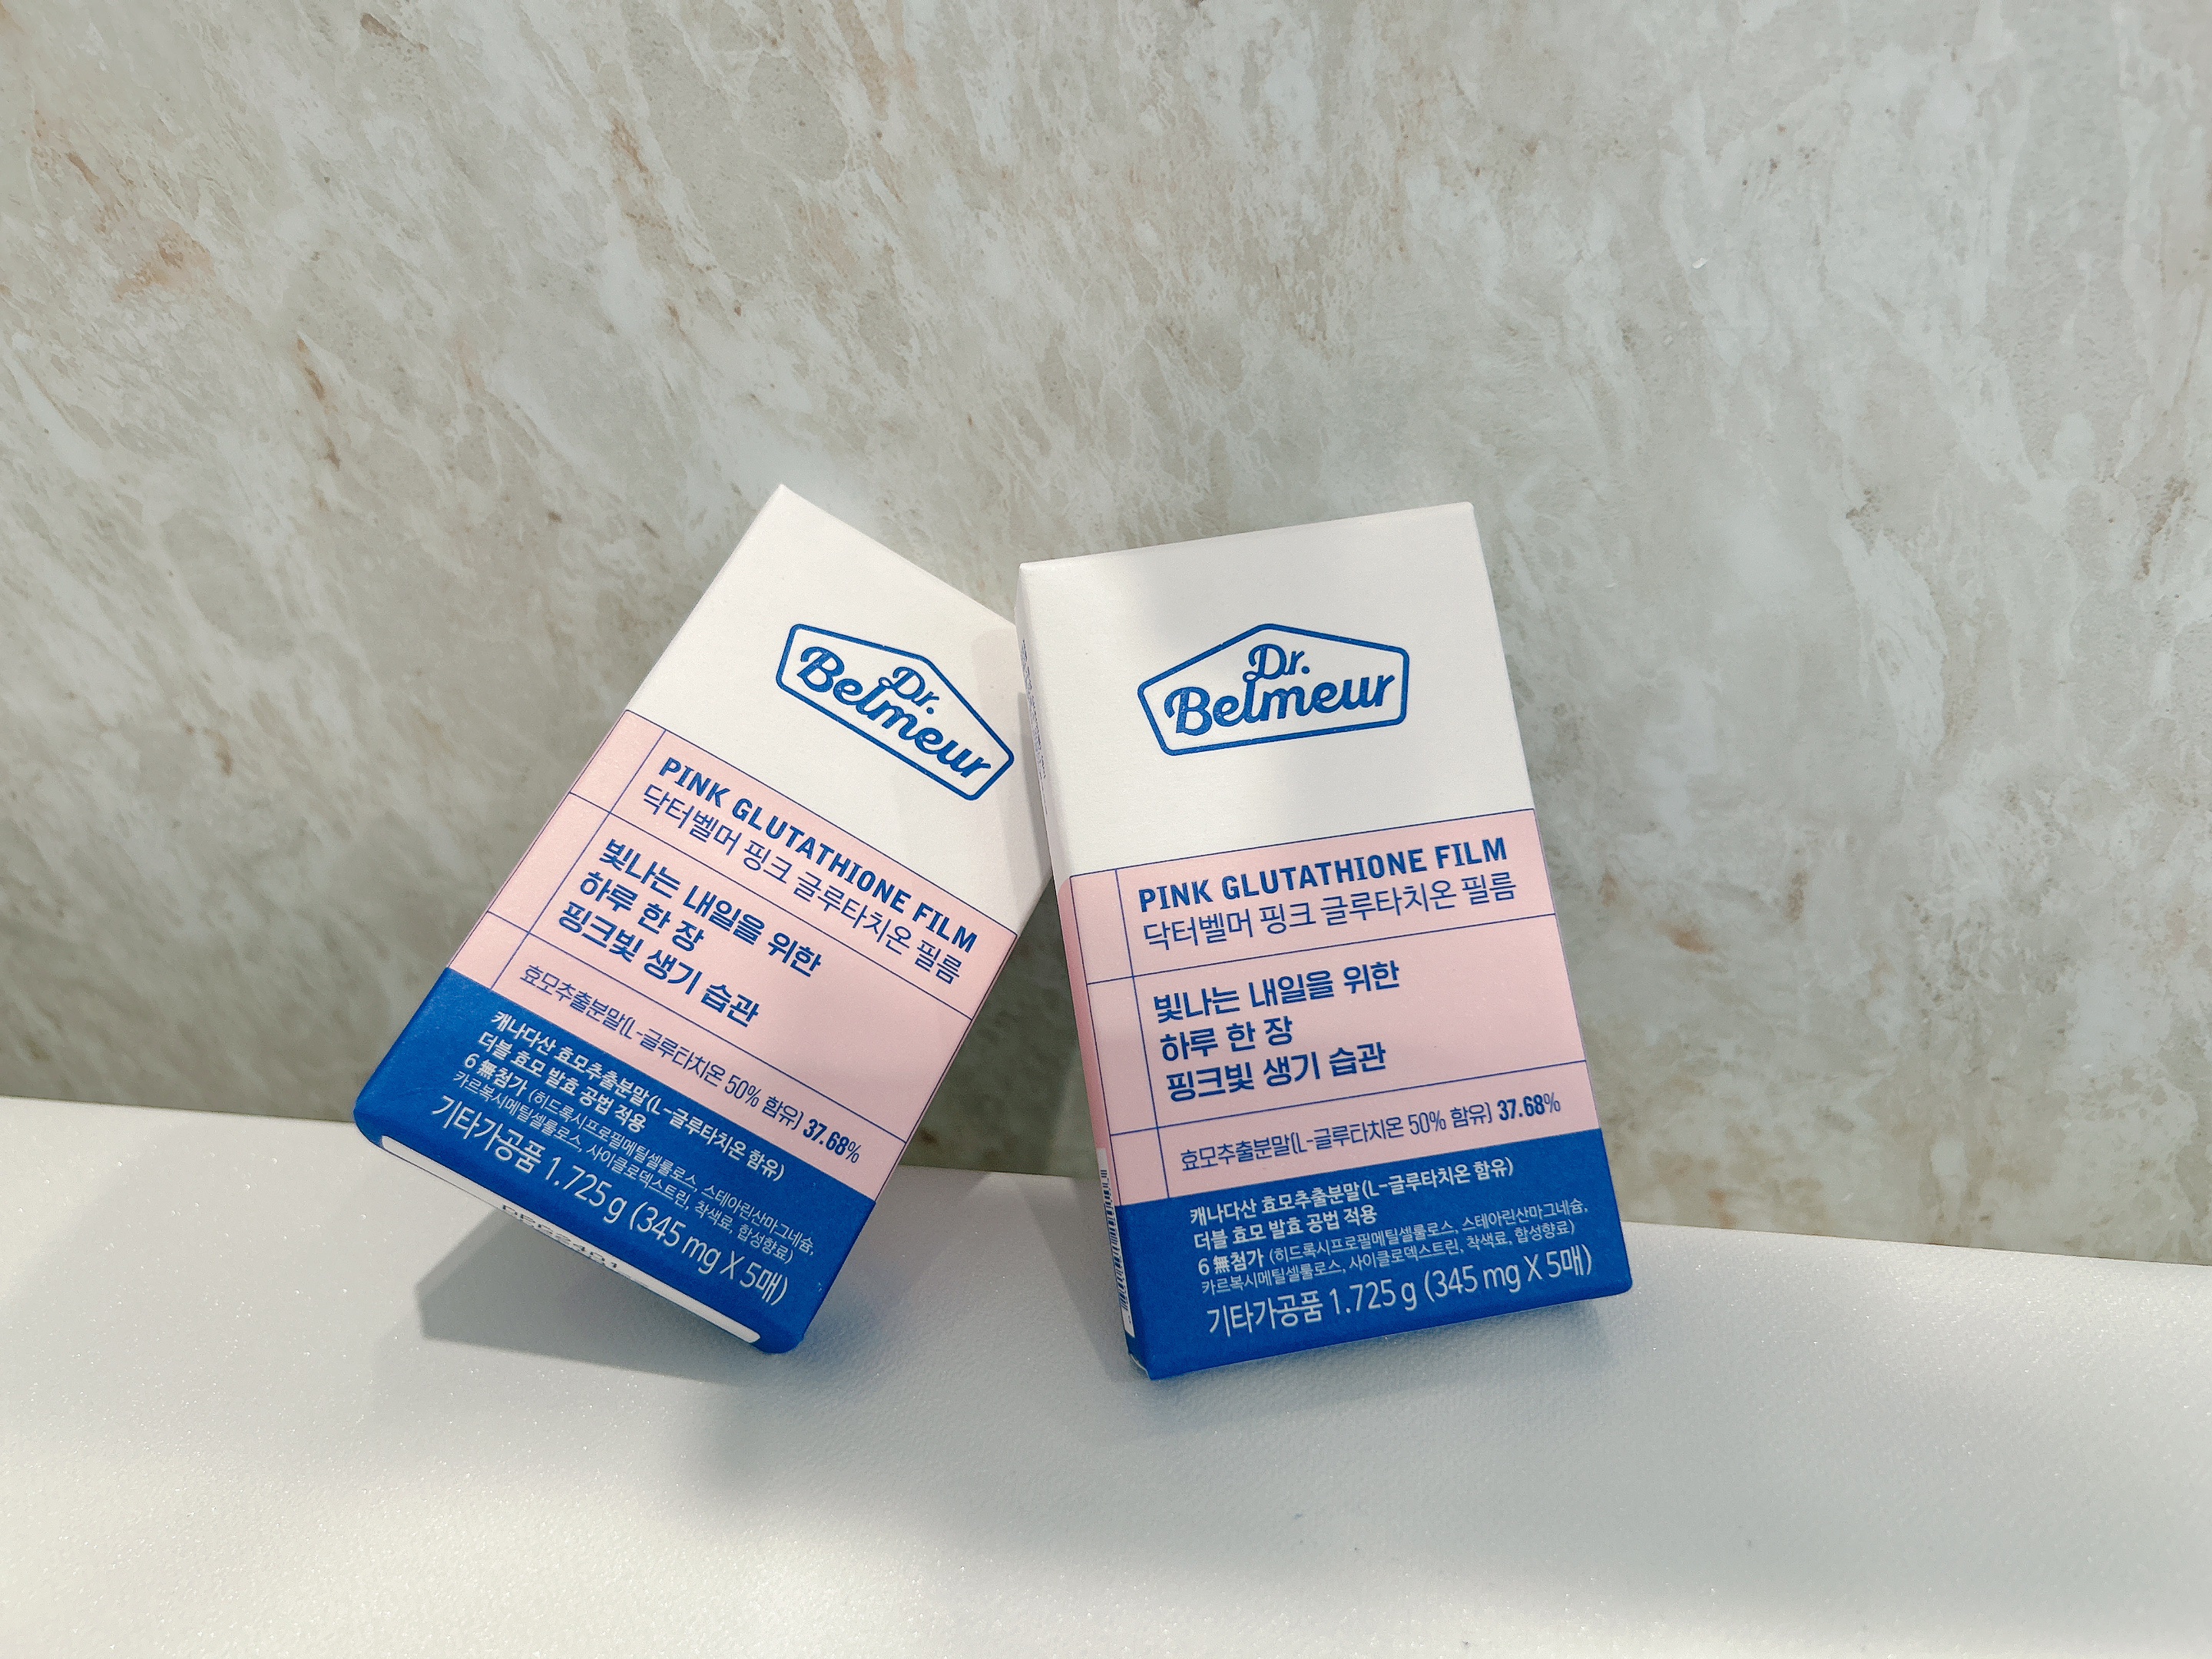 Dr.
Belmeur
PINK GLUTATHIONE FILM
닥터벨머 핑크 글루타치온 필름
빛나는 내일을 위한
하루 한 장
핑크빛 생기 습관
효모추출분말(L-글루타치온 50% 함유) 37.68%
캐나다산 효모추출분말(L-글루타치온 함유)
더블 효모 발효 공법 적용
6 無첨가 (히드록시프로필메틸셀룰로스, 스테아린산마그네슘,
카르복시메틸셀룰로스, 사이클로덱스트린, 착색료, 합성향료)
기타가공품 1.725 g (345 mg X 5매)
Dr.
Belmeur
PINK GLUTATHIONE FILM
닥터벨머 핑크 글루타치온 필름
빛나는 내일을 위한
하루 한 장
핑크빛 생기 습관
효모추출분말(L-글루타치온 50% 함유) 37.68%
캐나다산 효모추출분말(L-글루타치온 함유)
더블 효모 발효 공법 적용
6 無첨가 (히드록시프로필메틸셀룰로스, 스테아린산마그네슘,
카르복시메틸셀룰로스, 사이클로덱스트린, 착색료, 합성향료)
기타가공품 1.725 g (345 mg X 5매)